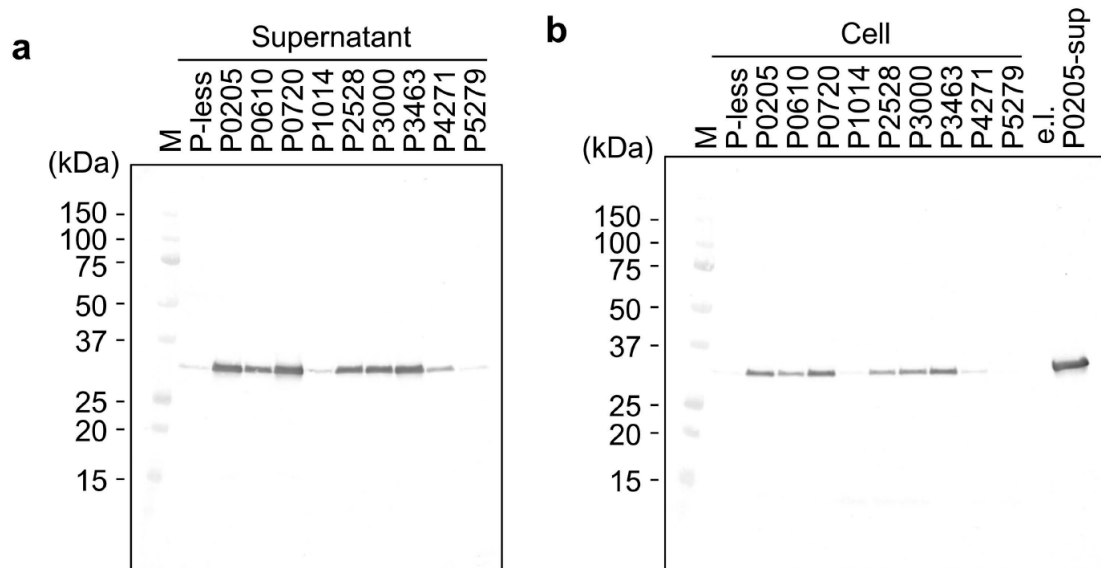 a
Supernatant
M
P-less
P0205
P0610
P0720
P1014
P2528
P3000
P3463
P4271
P5279
(kDa)
150 -
100 -
75 -
50 -
37 -
25 -
20 -
15 -
b
Cell
M
P-less
P0205
P0610
P0720
P1014
P2528
P3000
P3463
P4271
P5279
e.l.
P0205-sup
(kDa)
150 -
100 -
75 -
50 -
37 -
25 -
20 -
15 -